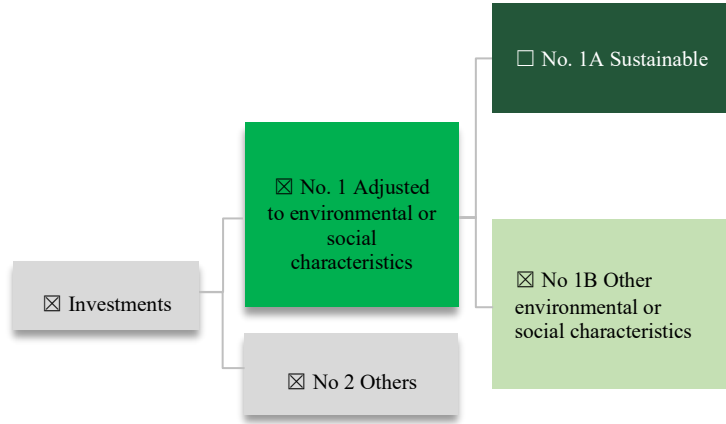 ☐ No. 1A Sustainable
☒ No. 1 Adjusted
to environmental or
social
characteristics
☒ No 1B Other
environmental or
social characteristics
☒ Investments
☒ No 2 Others